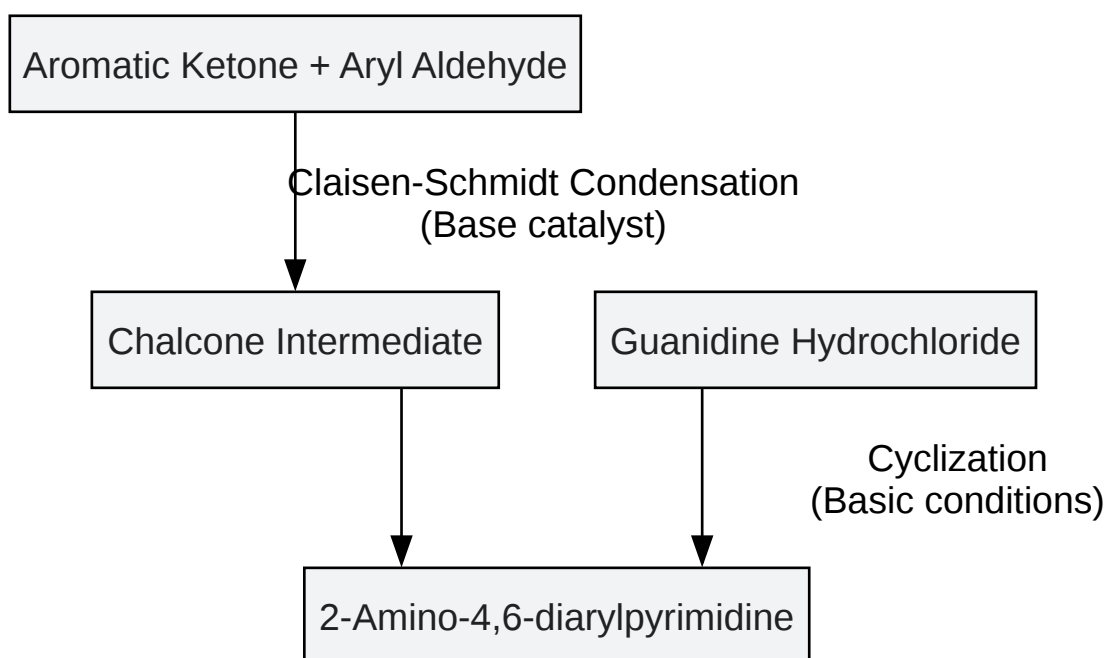 Aromatic Ketone + Aryl Aldehyde
Claisen-Schmidt Condensation
(Base catalyst)
Chalcone Intermediate
Guanidine Hydrochloride
Cyclization
(Basic conditions)
2-Amino-4,6-diarylpyrimidine